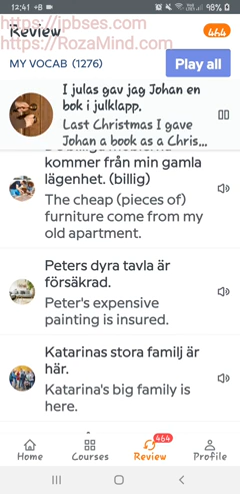 12:41
98%
https://jpbses.com
https://RozaMind.com
Review
464
MY VOCAB (1276)
Play all
I julas gav jag Johan en
bok i julklapp.
Last Christmas I gave
Johan a book as a Chris...
kommer från min gamla
lägenhet. (billig)
The cheap (pieces of)
furniture come from my
old apartment.
Peters dyra tavla är
försäkrad.
Peter's expensive
painting is insured.
Katarinas stora familj är
här.
Katarina's big family is
here.
464
Home
Courses
Review
Profile